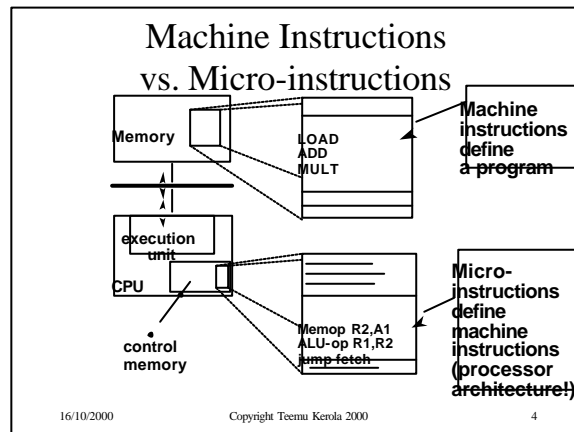 Machine Instructions
vs. Micro-instructions
Memory
LOAD
ADD
MULT
Machine
instructions
define
a program
execution
unit
CPU
control
memory
Memop R2,A1
ALU-op R1,R2
jump fetch
Micro-
instructions
define
machine
instructions
(processor
architecture!)
16/10/2000 Copyright Teemu Kerola 2000 4